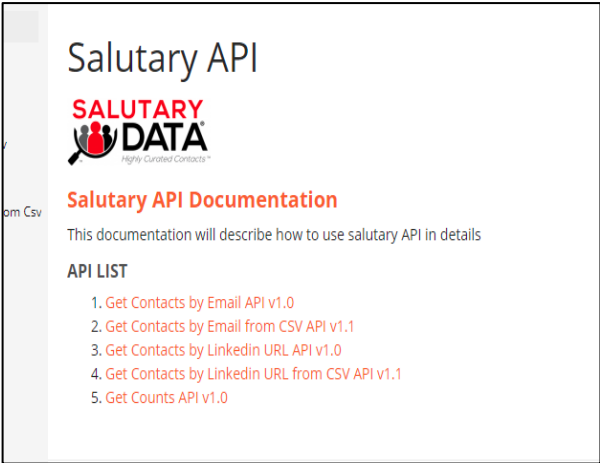 Salutary API
SALUTARY
DATA®
Highly Curated Contacts™
Salutary API Documentation
om Csv
This documentation will describe how to use salutary API in details
API LIST
1. Get Contacts by Email API v1.0
2. Get Contacts by Email from CSV API v1.1
3. Get Contacts by Linkedin URL API v1.0
4. Get Contacts by Linkedin URL from CSV API v1.1
5. Get Counts API v1.0